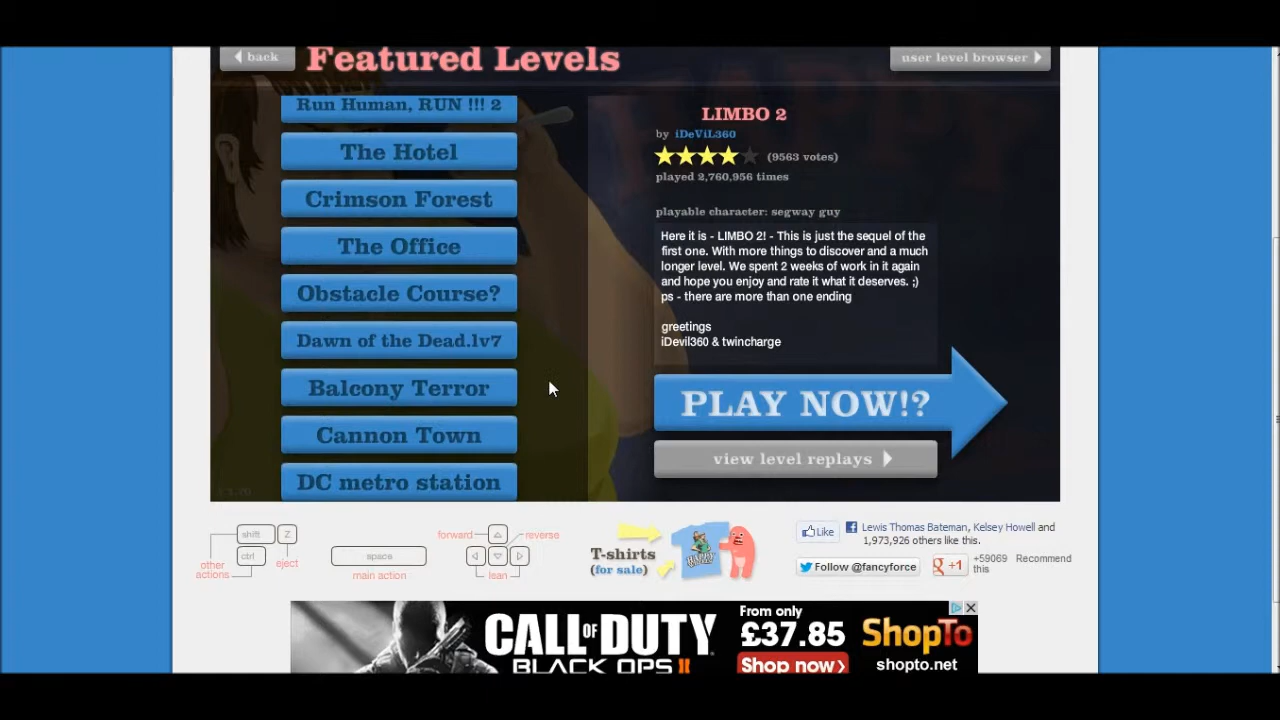 back
Featured Levels
user level browser
Run Human, RUN !!! 2
The Hotel
Crimson Forest
The Office
Obstacle Course?
Dawn of the Dead.lv7
Balcony Terror
Cannon Town
DC metro station
LIMBO 2
by iDeViL360
(9563 votes)
played 2,760,956 times
playable character: segway guy
Here it is - LIMBO 2! - This is just the sequel of the
first one. With more things to discover and a much
longer level. We spent 2 weeks of work in it again
and hope you enjoy and rate it what it deserves. ;)
ps - there are more than one ending
greetings
iDevil360 & twincharge
PLAY NOW!?
view level replays
shift
Z
ctrl
eject
other
actions
space
main action
forward
reverse
lean
T-shirts
(for sale)
Like
Lewis Thomas Bateman, Kelsey Howell and
1,973,926 others like this.
Follow @fancyforce
g +1
+59069 Recommend
this
CALL OF DUTY
BLACK OPS II
From only
£37.85
Shop now>
ShopTo
shopto.net